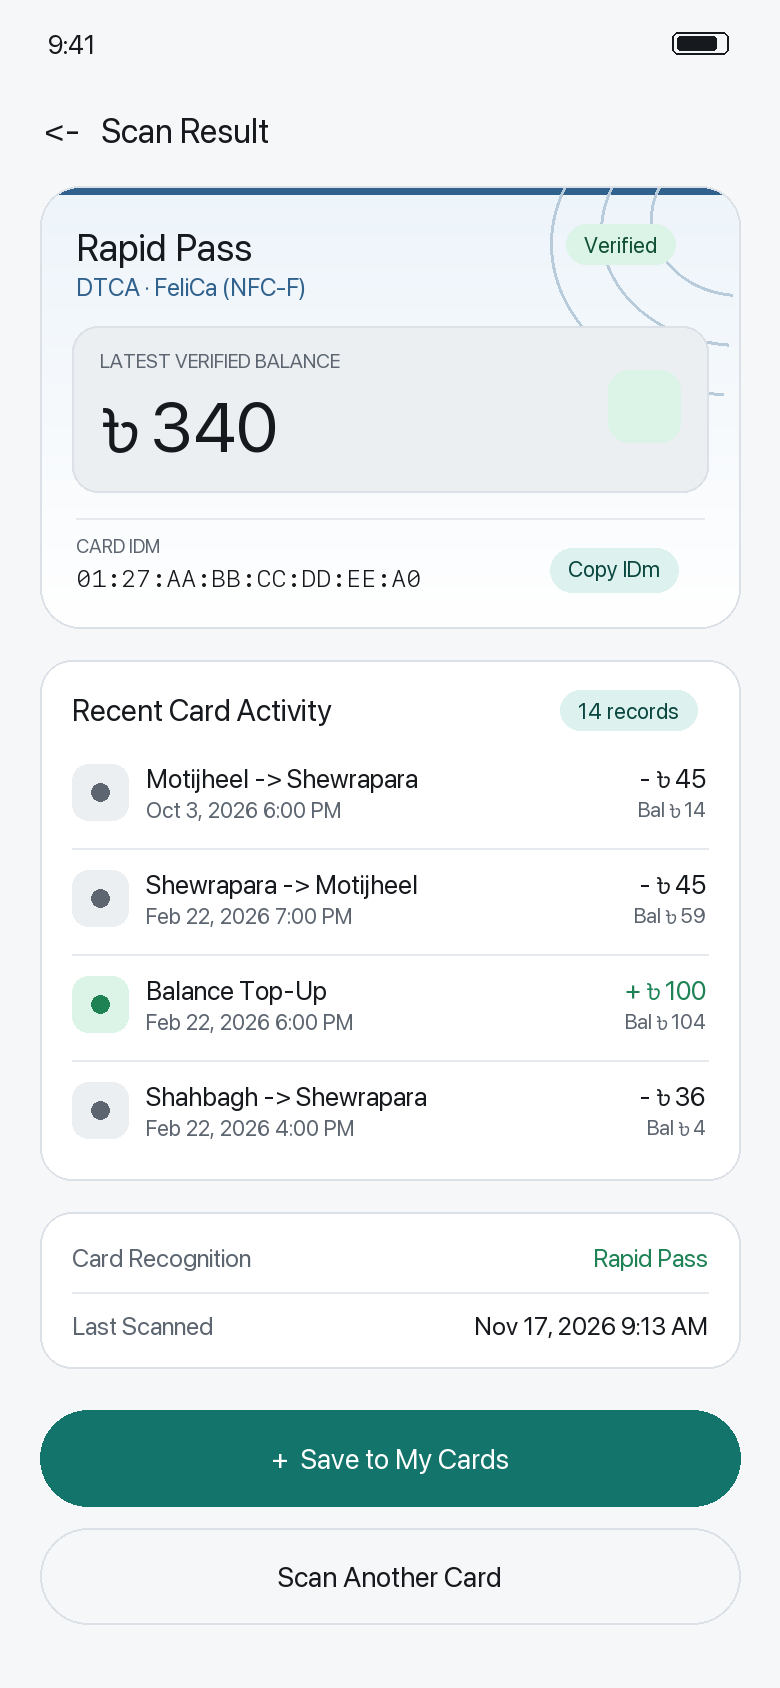 9:41
<- Scan Result
Rapid Pass
Verified
DTCA · FeliCa (NFC-F)
LATEST VERIFIED BALANCE
৳ 340
CARD IDM
01:27:AA:BB:CC:DD:EE:A0
Copy IDm
Recent Card Activity
14 records
Motijheel -> Shewrapara
- ৳ 45
Oct 3, 2026 6:00 PM
Bal ৳ 14
Shewrapara -> Motijheel
- ৳ 45
Feb 22, 2026 7:00 PM
Bal ৳ 59
Balance Top-Up
+ ৳ 100
Feb 22, 2026 6:00 PM
Bal ৳ 104
Shahbagh -> Shewrapara
- ৳ 36
Feb 22, 2026 4:00 PM
Bal ৳ 4
Card Recognition
Rapid Pass
Last Scanned
Nov 17, 2026 9:13 AM
+ Save to My Cards
Scan Another Card